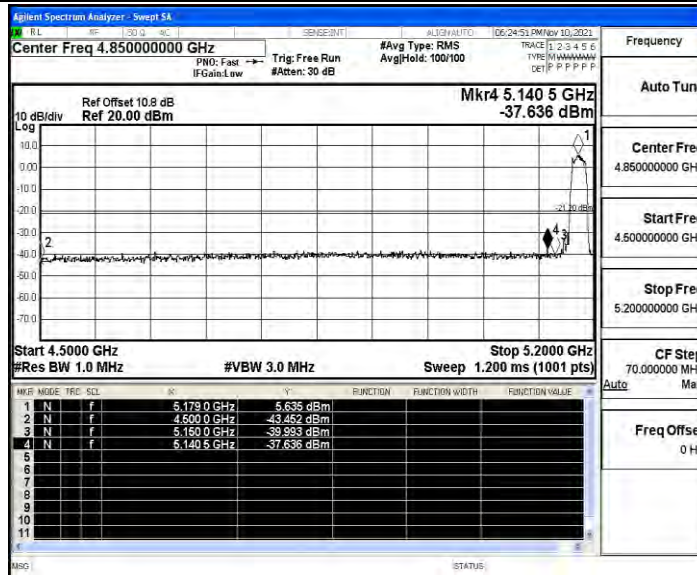 Agilent Spectrum Analyzer - Swept SA
RL RF 50 Ω AC SENSE:INT ALIGN AUTO 06:24:51 PM Nov 10, 2021
Center Freq 4.850000000 GHz
PNO: Fast
IFGain:Low
Trig: Free Run
#Atten: 30 dB
#Avg Type: RMS
Avg|Hold: 100/100
TRACE 1 2 3 4 5 6
TYPE M W W W W W
DET P P P P P P
Mkr4 5.140 5 GHz
-37.636 dBm
Ref Offset 10.8 dB
10 dB/div Ref 20.00 dBm
Log
10.0
0.00
-10.0
-20.0
-30.0
-40.0
-50.0
-60.0
-70.0
-21.20 dBm
1
2
3
4
Start 4.5000 GHz
Stop 5.2000 GHz
#Res BW 1.0 MHz #VBW 3.0 MHz Sweep 1.200 ms (1001 pts)
MKR MODE TRC SCL X Y FUNCTION FUNCTION WIDTH FUNCTION VALUE
1 N f 5.179 0 GHz 5.635 dBm
2 N f 4.500 0 GHz -43.452 dBm
3 N f 5.150 0 GHz -39.993 dBm
4 N f 5.140 5 GHz -37.636 dBm
5
6
7
8
9
10
11
MSG STATUS
Frequency
Auto Tun
Center Fre
4.850000000 GH
Start Fre
4.500000000 GH
Stop Fre
5.200000000 GH
CF Step
70.000000 MH
Auto Ma
Freq Offse
0 H